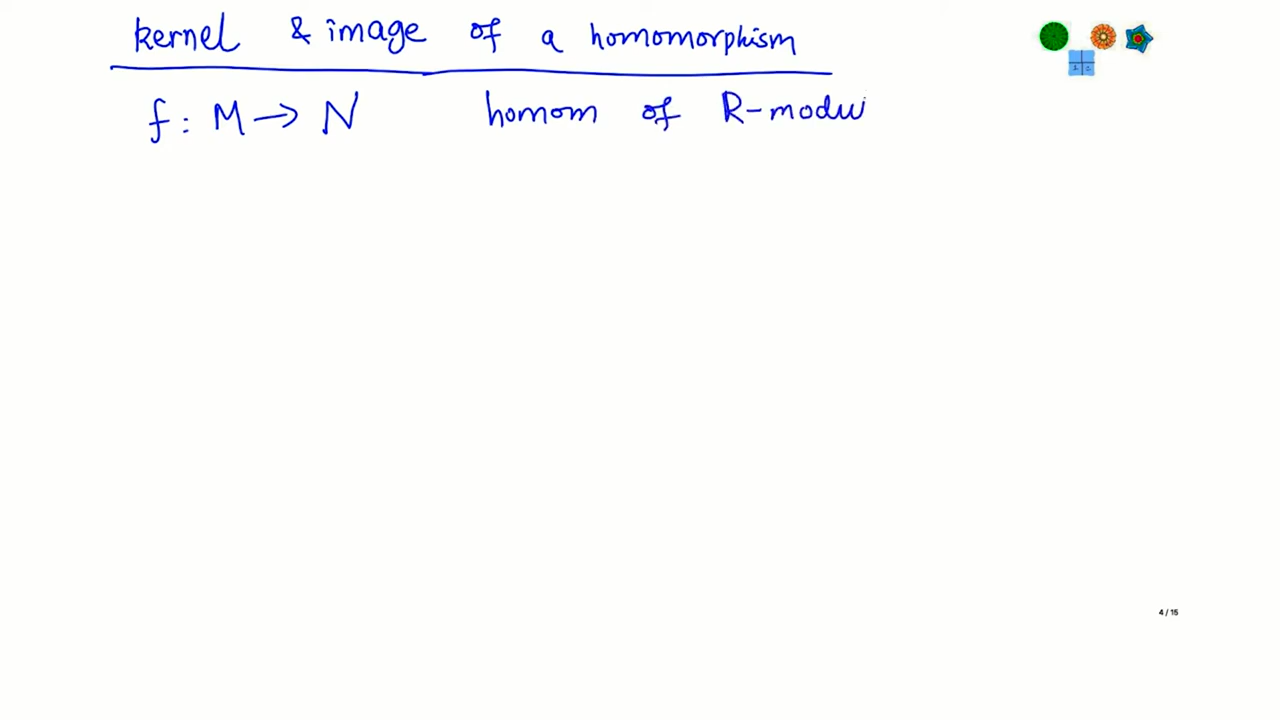 kernel & image of a homomorphism
f: M → N homom of R-modu
4 / 15